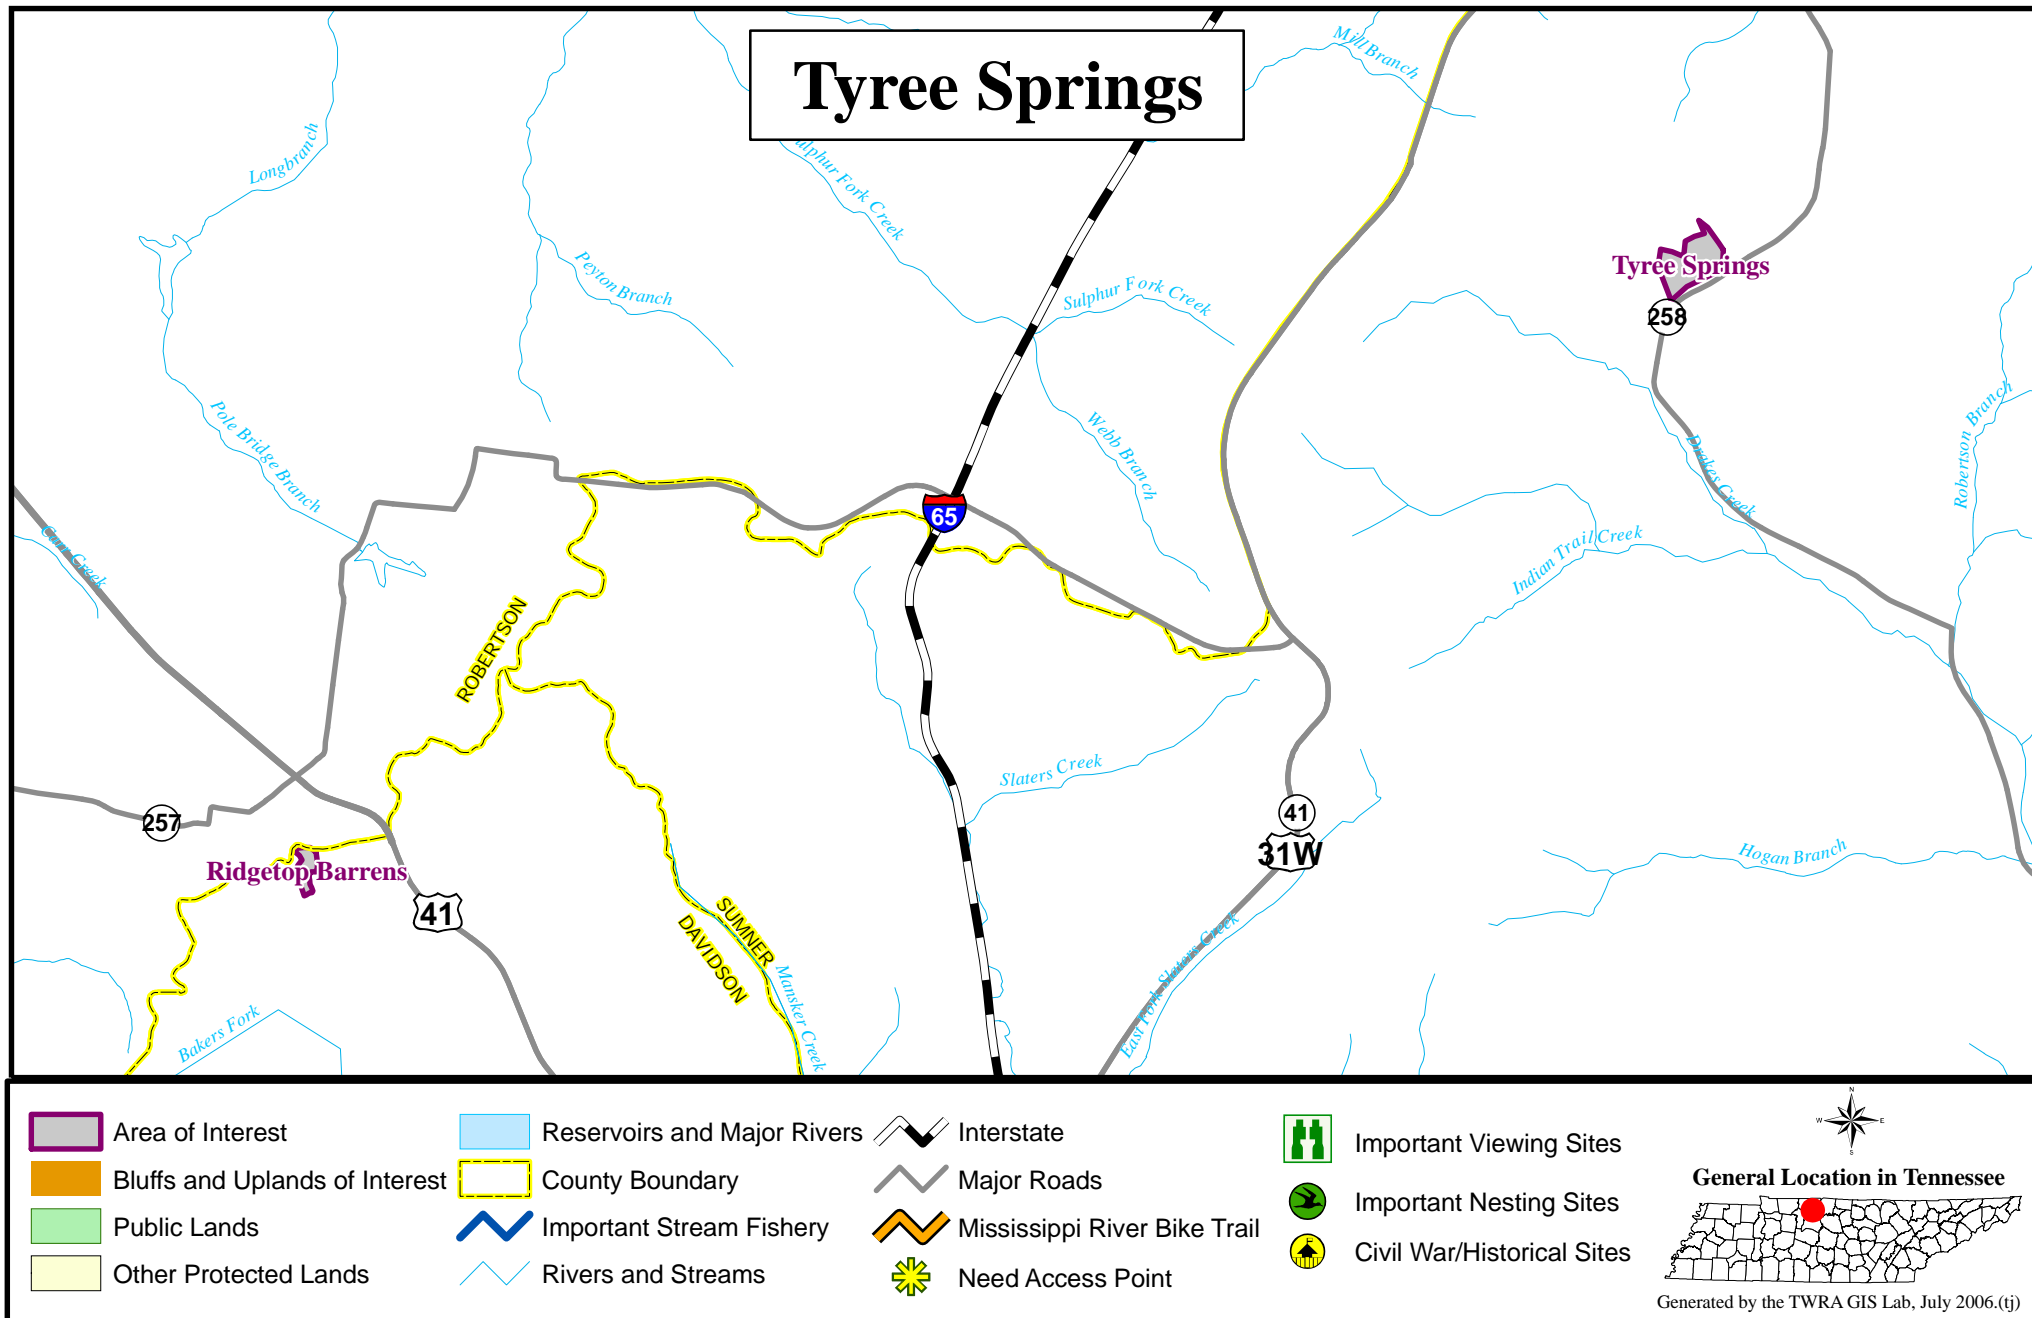 Tyree Springs
Mill Branch
Longbranch
Sulphur Fork Creek
Peyton Branch
Sulphur Fork Creek
Tyree Springs
258
Pole Bridge Branch
Webb Branch
Drakes Creek
Robertson Branch
65
Carr Creek
Indian Trail Creek
ROBERTSON
Slaters Creek
257
41
31W
Ridgetop Barrens
Hogan Branch
41
SUMNER
DAVIDSON
Mansker Creek
East Fork Slaters Creek
Bakers Fork
Area of Interest
Bluffs and Uplands of Interest
Public Lands
Other Protected Lands
Reservoirs and Major Rivers
County Boundary
Important Stream Fishery
Rivers and Streams
Interstate
Major Roads
Mississippi River Bike Trail
Need Access Point
Important Viewing Sites
Important Nesting Sites
Civil War/Historical Sites
N
W
E
S
General Location in Tennessee
Generated by the TWRA GIS Lab, July 2006.(tj)